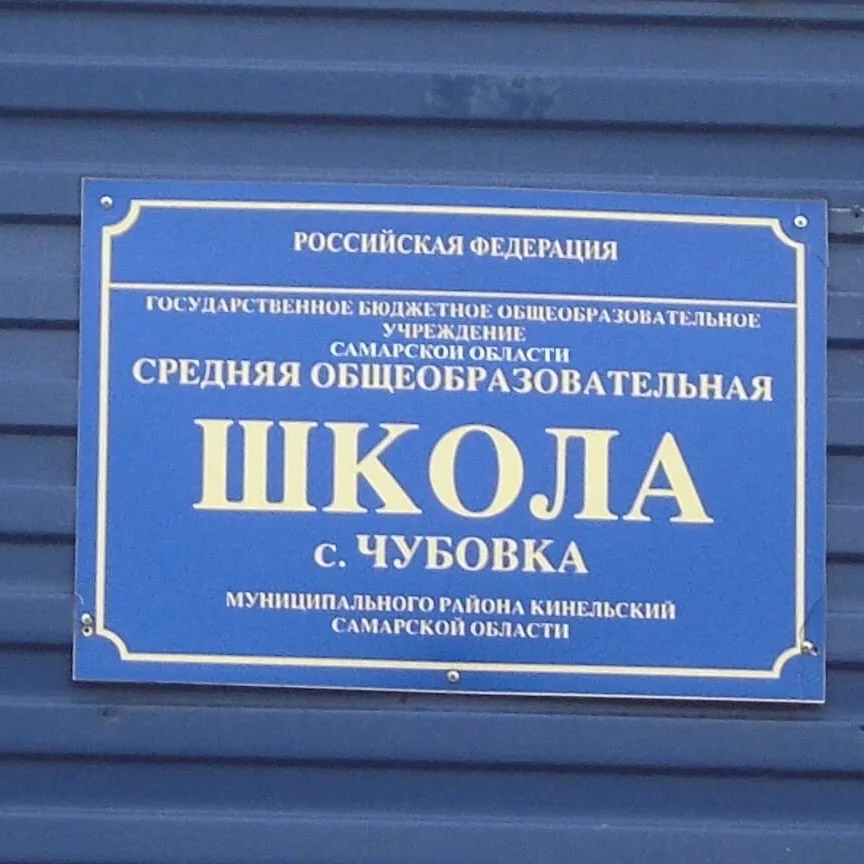 РОССИЙСКАЯ ФЕДЕРАЦИЯ
ГОСУДАРСТВЕННОЕ БЮДЖЕТНОЕ ОБЩЕОБРАЗОВАТЕЛЬНОЕ
УЧРЕЖДЕНИЕ
САМАРСКОЙ ОБЛАСТИ
СРЕДНЯЯ ОБЩЕОБРАЗОВАТЕЛЬНАЯ
ШКОЛА
с. ЧУБОВКА
МУНИЦИПАЛЬНОГО РАЙОНА КИНЕЛЬСКИЙ
САМАРСКОЙ ОБЛАСТИ